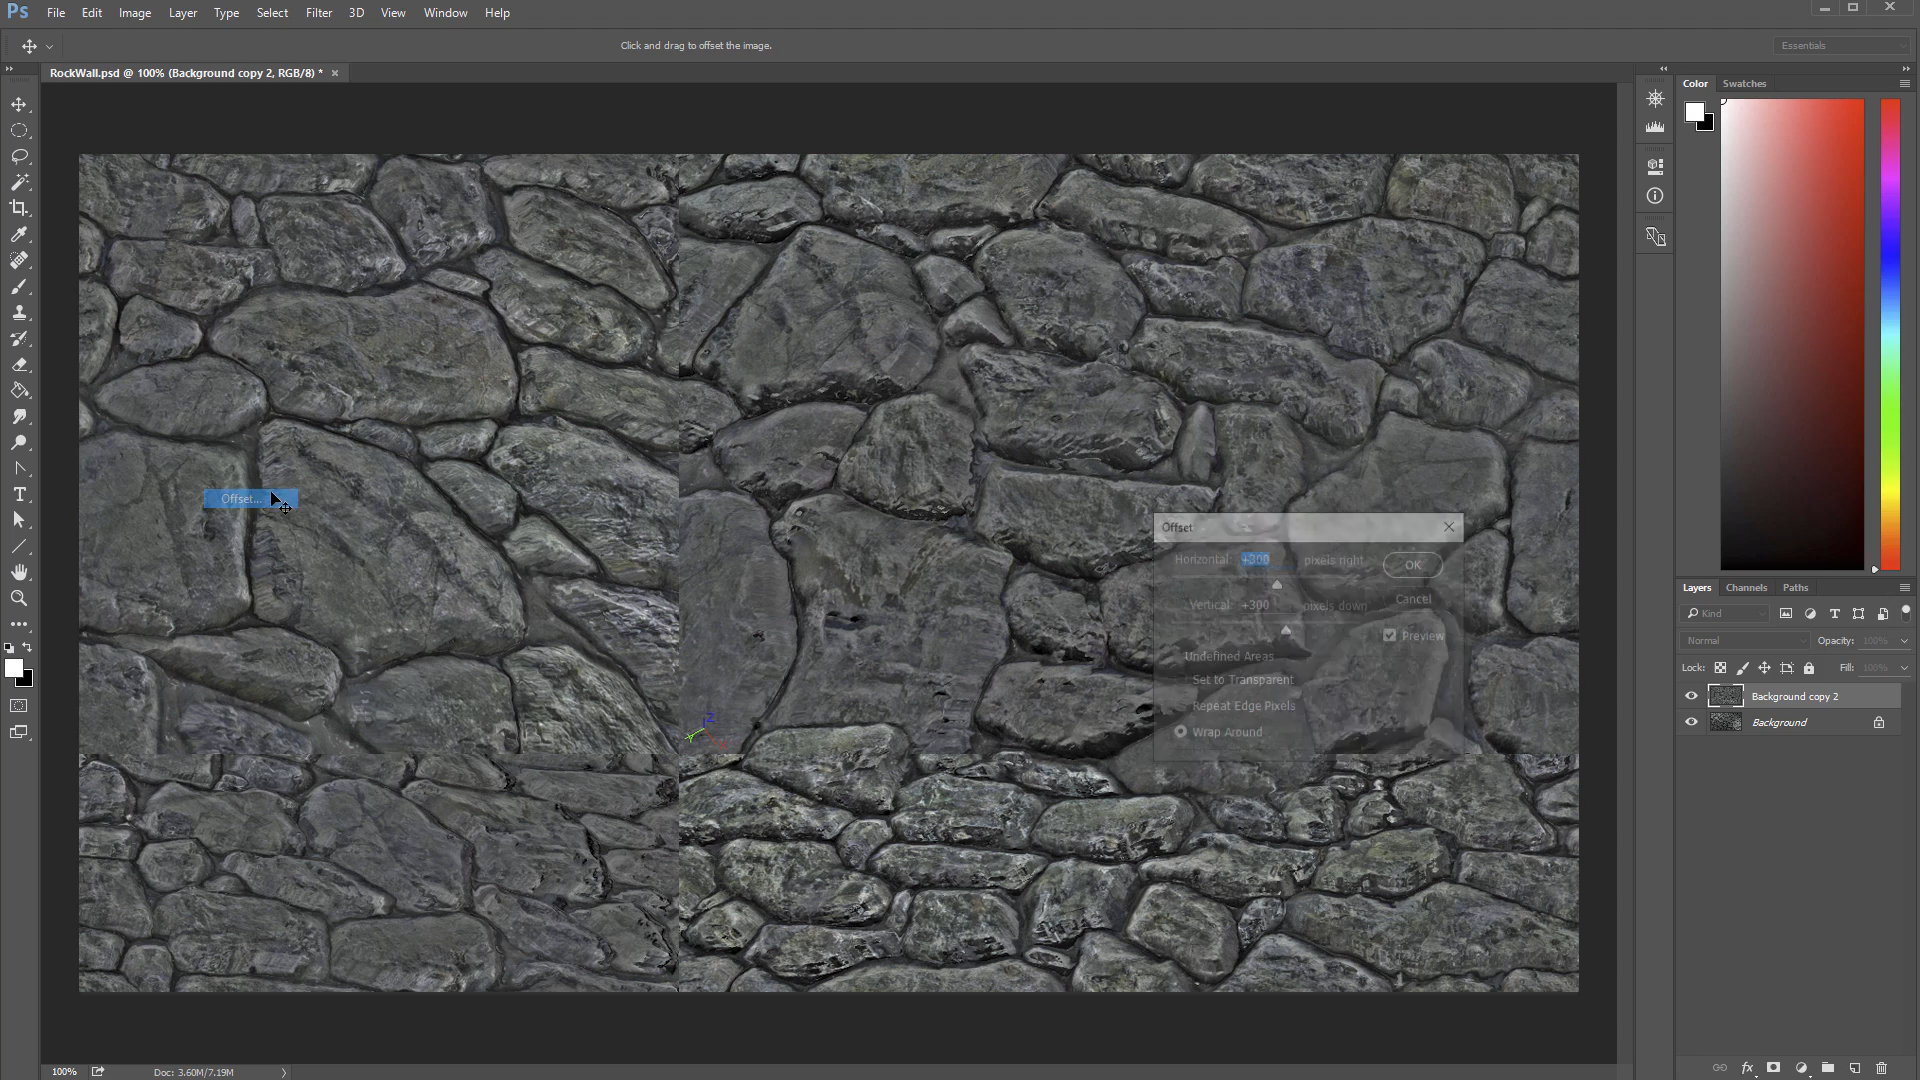 Ps File Edit Image Layer Type Select Filter 3D View Window Help
Click and drag to offset the image.
Essentials
RockWall.psd @ 100% (Background copy 2, RGB/8) *
Color Swatches
Offset...
Offset
Horizontal: +300 pixels right
OK
Cancel
Vertical: +300 pixels down
Preview
Undefined Areas
Set to Transparent
Repeat Edge Pixels
Wrap Around
Z
Y
X
Layers Channels Paths
Kind
Normal Opacity: 100%
Lock: Fill: 100%
Background copy 2
Background
fx
100% Doc: 3.60M/7.19M